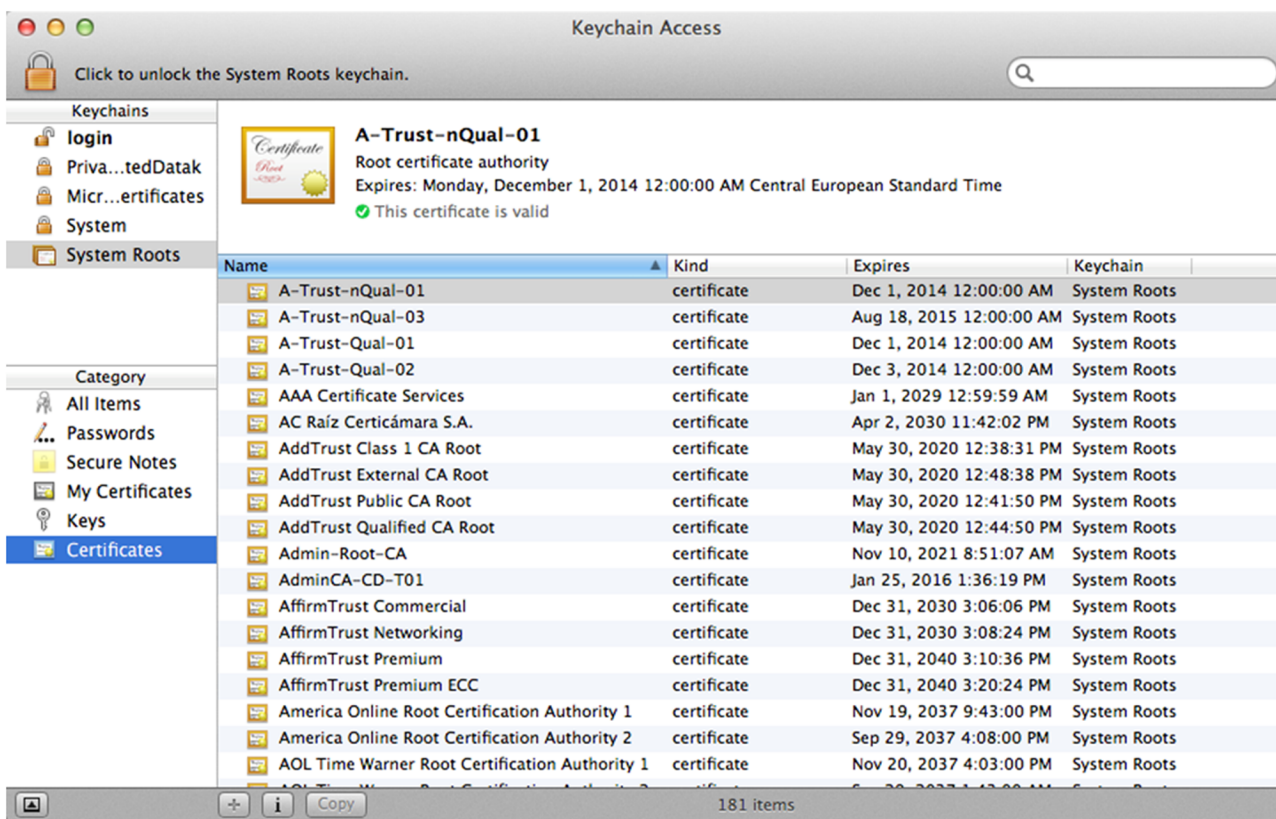 Keychain Access
Click to unlock the System Roots keychain.
Keychains
login
Priva...tedDatak
Micr...ertificates
System
System Roots
Category
All Items
Passwords
Secure Notes
My Certificates
Keys
Certificates
Certificate
Root
A-Trust-nQual-01
Root certificate authority
Expires: Monday, December 1, 2014 12:00:00 AM Central European Standard Time
This certificate is valid
Name Kind Expires Keychain
A-Trust-nQual-01 certificate Dec 1, 2014 12:00:00 AM System Roots
A-Trust-nQual-03 certificate Aug 18, 2015 12:00:00 AM System Roots
A-Trust-Qual-01 certificate Dec 1, 2014 12:00:00 AM System Roots
A-Trust-Qual-02 certificate Dec 3, 2014 12:00:00 AM System Roots
AAA Certificate Services certificate Jan 1, 2029 12:59:59 AM System Roots
AC Raíz Certicámara S.A. certificate Apr 2, 2030 11:42:02 PM System Roots
AddTrust Class 1 CA Root certificate May 30, 2020 12:38:31 PM System Roots
AddTrust External CA Root certificate May 30, 2020 12:48:38 PM System Roots
AddTrust Public CA Root certificate May 30, 2020 12:41:50 PM System Roots
AddTrust Qualified CA Root certificate May 30, 2020 12:44:50 PM System Roots
Admin-Root-CA certificate Nov 10, 2021 8:51:07 AM System Roots
AdminCA-CD-T01 certificate Jan 25, 2016 1:36:19 PM System Roots
AffirmTrust Commercial certificate Dec 31, 2030 3:06:06 PM System Roots
AffirmTrust Networking certificate Dec 31, 2030 3:08:24 PM System Roots
AffirmTrust Premium certificate Dec 31, 2040 3:10:36 PM System Roots
AffirmTrust Premium ECC certificate Dec 31, 2040 3:20:24 PM System Roots
America Online Root Certification Authority 1 certificate Nov 19, 2037 9:43:00 PM System Roots
America Online Root Certification Authority 2 certificate Sep 29, 2037 4:08:00 PM System Roots
AOL Time Warner Root Certification Authority 1 certificate Nov 20, 2037 4:03:00 PM System Roots
+ i Copy 181 items